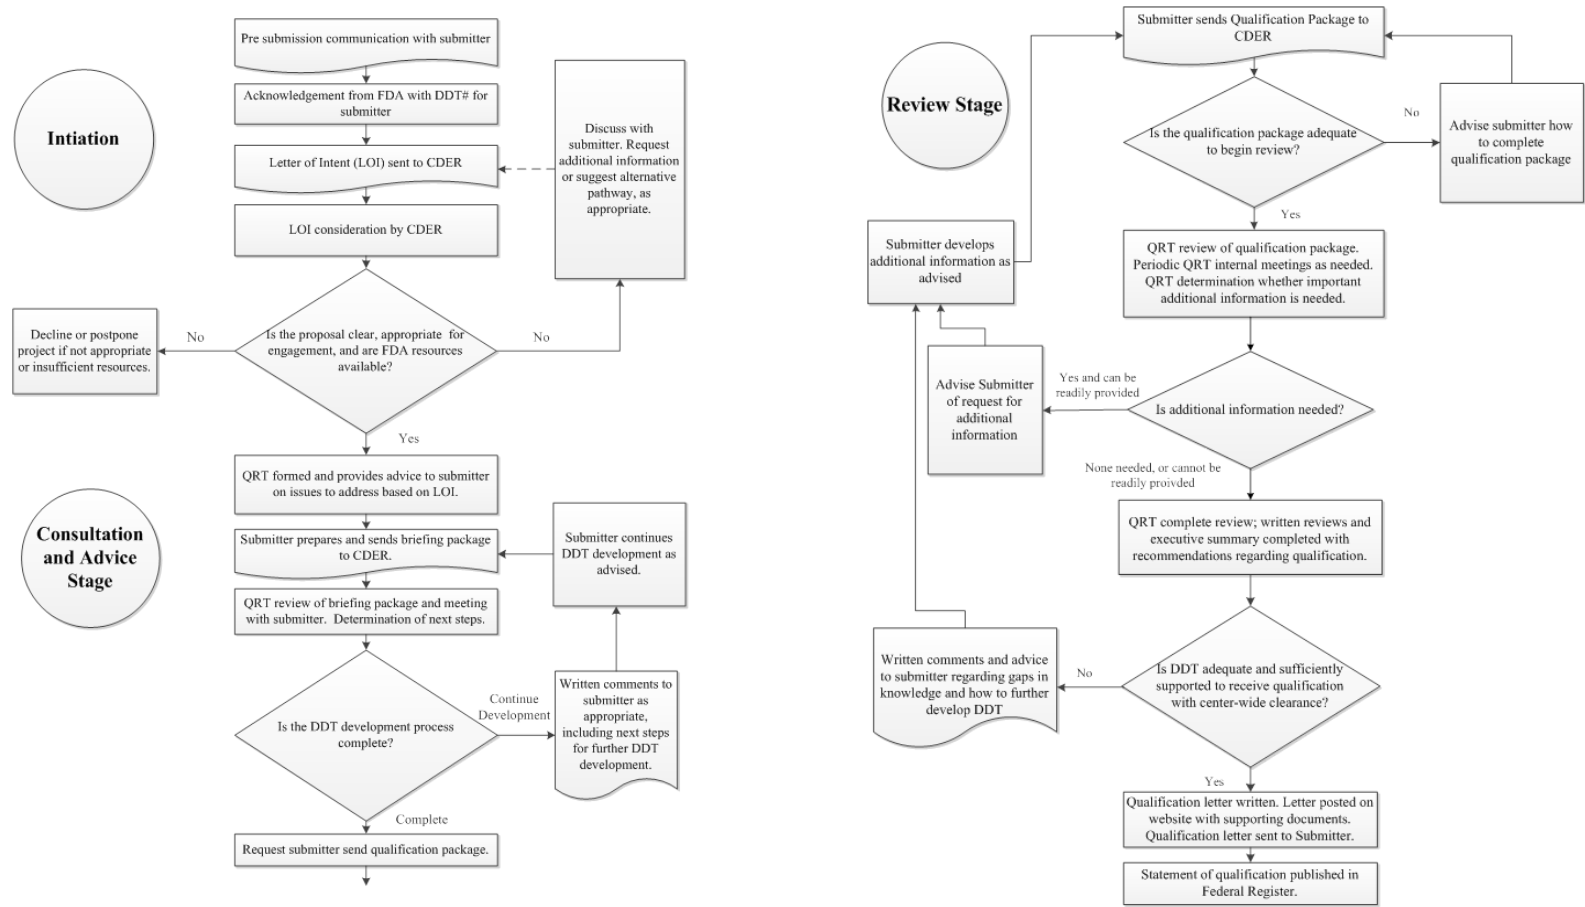 Intiation
Pre submission communication with submitter
Acknowledgement from FDA with DDT# for
submitter
Letter of Intent (LOI) sent to CDER
LOI consideration by CDER
Discuss with
submitter. Request
additional information
or suggest alternative
pathway, as
appropriate.
Is the proposal clear, appropriate for
engagement, and are FDA resources
available?
No
Decline or postpone
project if not appropriate
or insufficient resources.
No
Yes
Consultation
and Advice
Stage
QRT formed and provides advice to submitter
on issues to address based on LOI.
Submitter prepares and sends briefing package
to CDER.
QRT review of briefing package and meeting
with submitter. Determination of next steps.
Submitter continues
DDT development as
advised.
Is the DDT development process
complete?
Continue
Development
Written comments to
submitter as
appropriate,
including next steps
for further DDT
development.
Complete
Request submitter send qualification package.
Review Stage
Submitter sends Qualification Package to
CDER
Is the qualification package adequate
to begin review?
No
Advise submitter how
to complete
qualification package
Yes
QRT review of qualification package.
Periodic QRT internal meetings as needed.
QRT determination whether important
additional information is needed.
Submitter develops
additional information as
advised
Is additional information needed?
Yes and can be
readily provided
Advise Submitter
of request for
additional
information
None needed, or cannot be
readily proivded
QRT complete review; written reviews and
executive summary completed with
recommendations regarding qualification.
Is DDT adequate and sufficiently
supported to receive qualification
with center-wide clearance?
No
Written comments and advice
to submitter regarding gaps in
knowledge and how to further
develop DDT
Yes
Qualification letter written. Letter posted on
website with supporting documents.
Qualification letter sent to Submitter.
Statement of qualification published in
Federal Register.